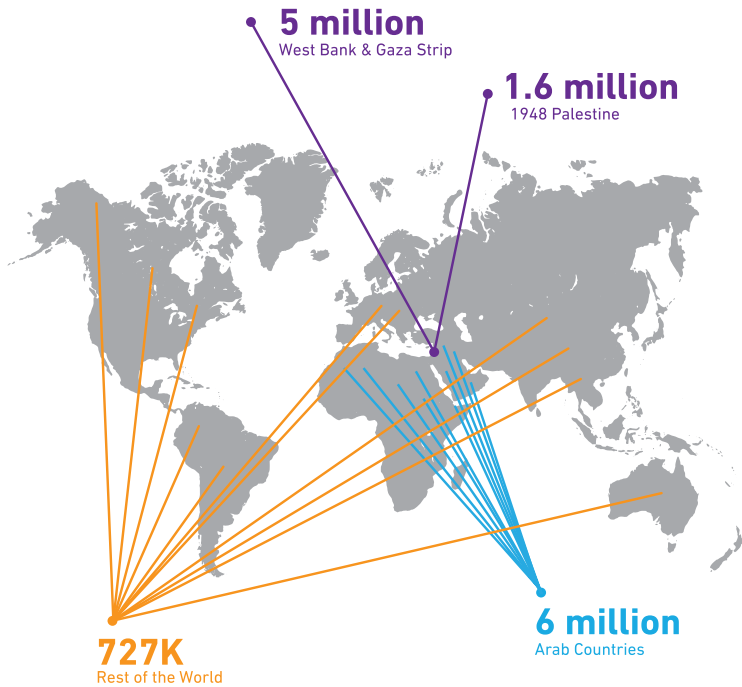 5 million
West Bank & Gaza Strip
1.6 million
1948 Palestine
6 million
Arab Countries
727K
Rest of the World